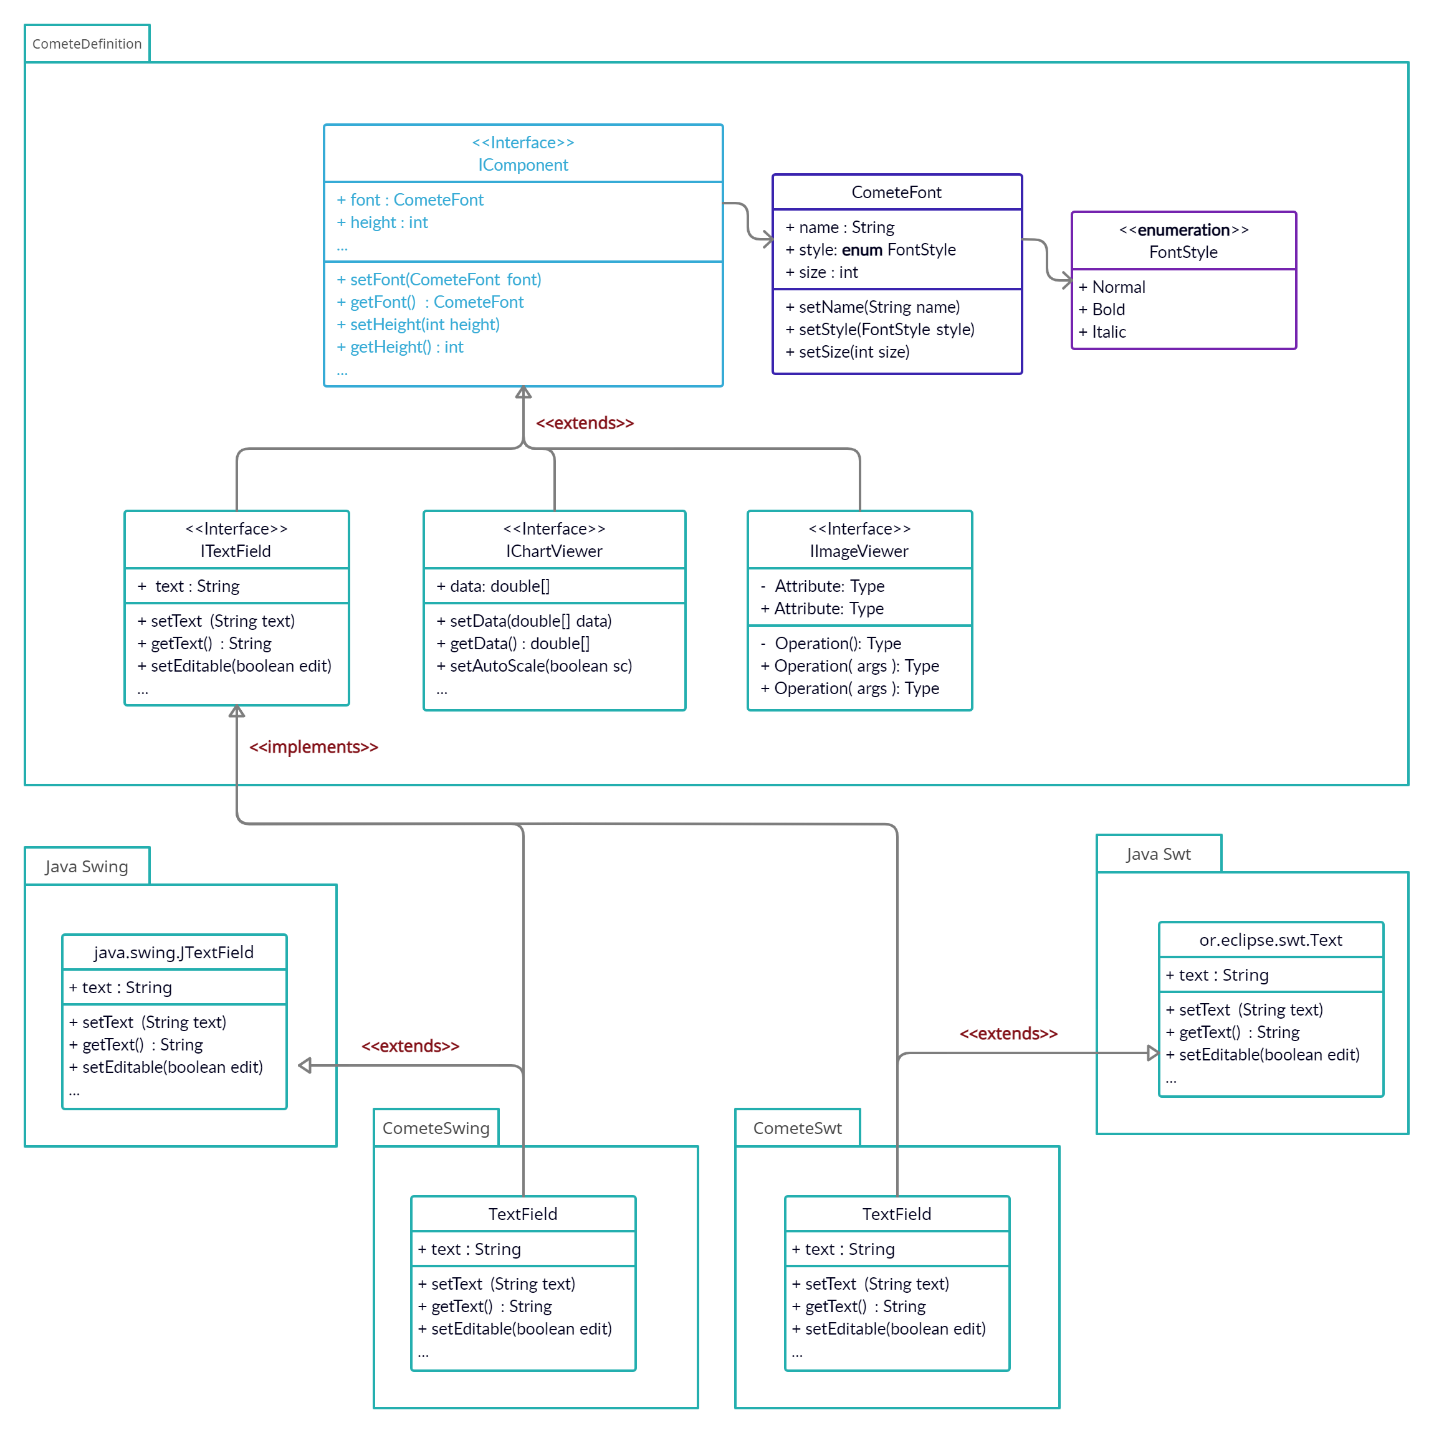 CometeDefinition
<<Interface>>
IComponent
+ font : CometeFont
+ height : int
...
+ setFont(CometeFont font)
+ getFont() : CometeFont
+ setHeight(int height)
+ getHeight() : int
...
CometeFont
+ name : String
+ style: enum FontStyle
+ size : int
+ setName(String name)
+ setStyle(FontStyle style)
+ setSize(int size)
<<enumeration>>
FontStyle
+ Normal
+ Bold
+ Italic
<<extends>>
<<Interface>>
ITextField
+ text : String
+ setText (String text)
+ getText() : String
+ setEditable(boolean edit)
...
<<Interface>>
IChartViewer
+ data: double[]
+ setData(double[] data)
+ getData() : double[]
+ setAutoScale(boolean sc)
...
<<Interface>>
IImageViewer
- Attribute: Type
+ Attribute: Type
- Operation(): Type
+ Operation( args ): Type
+ Operation( args ): Type
<<implements>>
Java Swing
java.swing.JTextField
+ text : String
+ setText (String text)
+ getText() : String
+ setEditable(boolean edit)
...
<<extends>>
Java Swt
or.eclipse.swt.Text
+ text : String
+ setText (String text)
+ getText() : String
+ setEditable(boolean edit)
...
<<extends>>
CometeSwing
TextField
+ text : String
+ setText (String text)
+ getText() : String
+ setEditable(boolean edit)
...
CometeSwt
TextField
+ text : String
+ setText (String text)
+ getText() : String
+ setEditable(boolean edit)
...